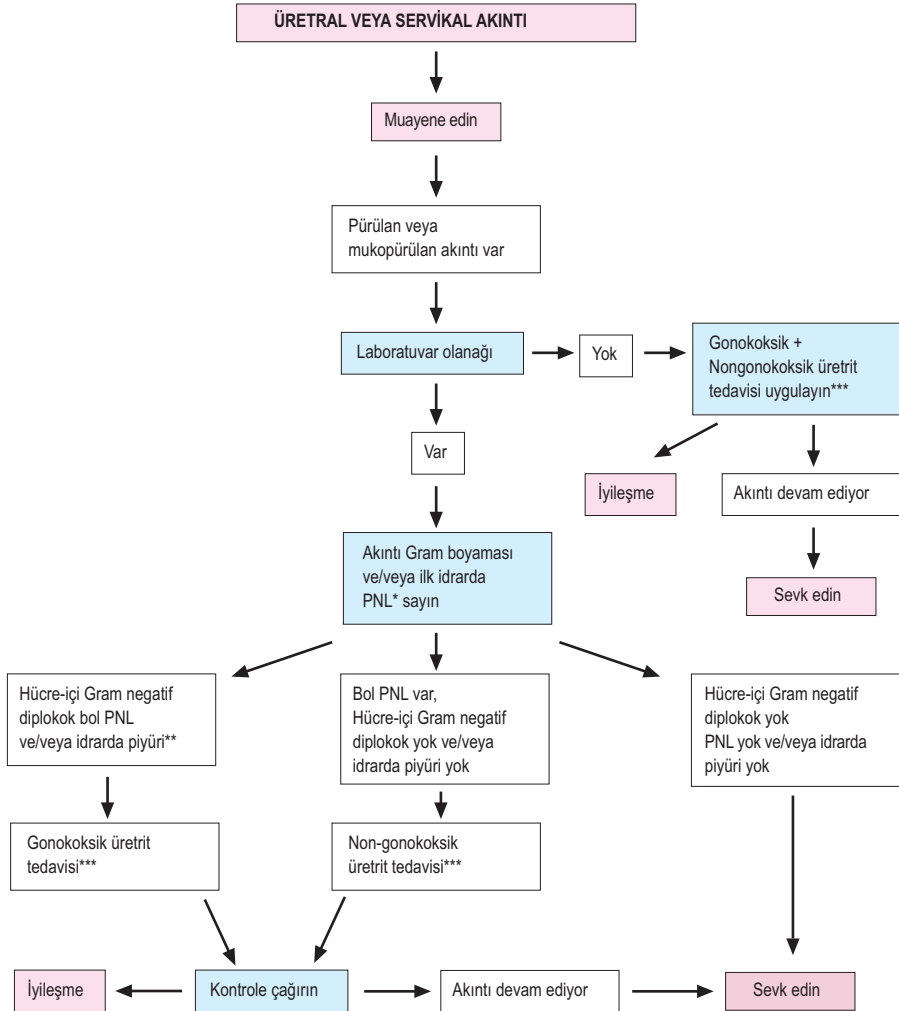 ÜRETRAL VEYA SERVİKAL AKINTI
Muayene edin
Pürülan veya
mukopürülan akıntı var
Laboratuvar olanağı
Yok
Gonokoksik +
Nongonokoksik üretrit
tedavisi uygulayın***
Var
İyileşme
Akıntı devam ediyor
Sevk edin
Akıntı Gram boyaması
ve/veya ilk idrarda
PNL* sayın
Hücre-içi Gram negatif
diplokok bol PNL
ve/veya idrarda piyüri**
Bol PNL var,
Hücre-içi Gram negatif
diplokok yok ve/veya
idrarda piyüri yok
Hücre-içi Gram negatif
diplokok yok
PNL yok ve/veya idrarda
piyüri yok
Gonokoksik üretrit
tedavisi***
Non-gonokoksik
üretrit tedavisi***
İyileşme
Kontrole çağırın
Akıntı devam ediyor
Sevk edin